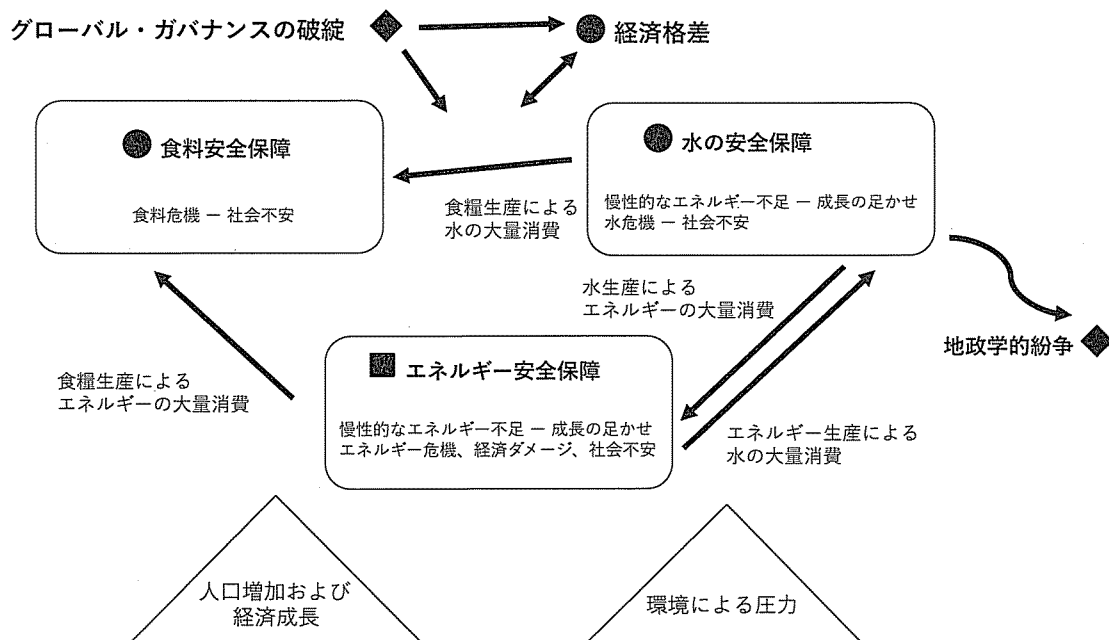 グローバル・ガバナンスの破綻
経済格差
食料安全保障
食料危機 ー 社会不安
水の安全保障
慢性的なエネルギー不足 ー 成長の足かせ
水危機 ー 社会不安
食糧生産による
水の大量消費
水生産による
エネルギーの大量消費
地政学的紛争
エネルギー安全保障
慢性的なエネルギー不足 ー 成長の足かせ
エネルギー危機、経済ダメージ、社会不安
食糧生産による
エネルギーの大量消費
エネルギー生産による
水の大量消費
人口増加および
経済成長
環境による圧力